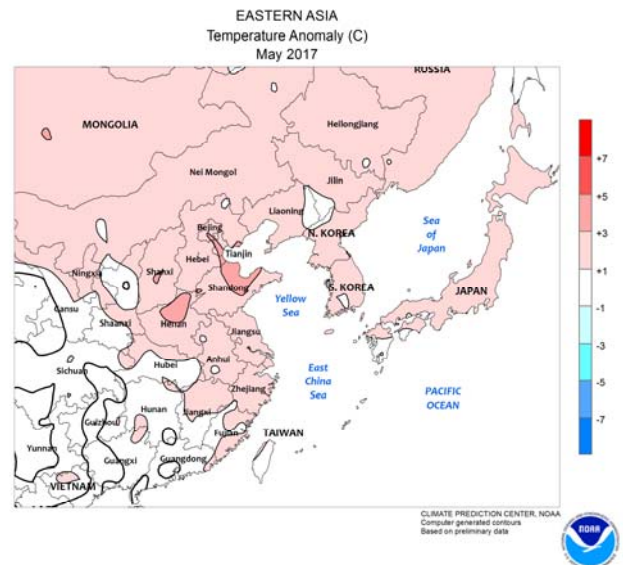 EASTERN ASIA
Temperature Anomaly (C)
May 2017
RUSSIA
MONGOLIA
Heilongjiang
Nei Mongol
Jilin
Liaoning
Beijing
N. KOREA
Sea
of
Japan
Tianjin
Hebei
Ningxia
Shanxi
Shandong
S. KOREA
JAPAN
Yellow
Sea
Gansu
Shaanxi
Henan
Jiangsu
Sichuan
Hubei
Anhui
East
China
Sea
Zhejiang
PACIFIC
OCEAN
Hunan
Jiangxi
Guizhou
Fujian
TAIWAN
Yunnan
Guangxi
Guangdong
VIETNAM
+7
+5
+3
+1
-1
-3
-5
-7
CLIMATE PREDICTION CENTER, NOAA
Computer generated contours
Based on preliminary data
NOAA